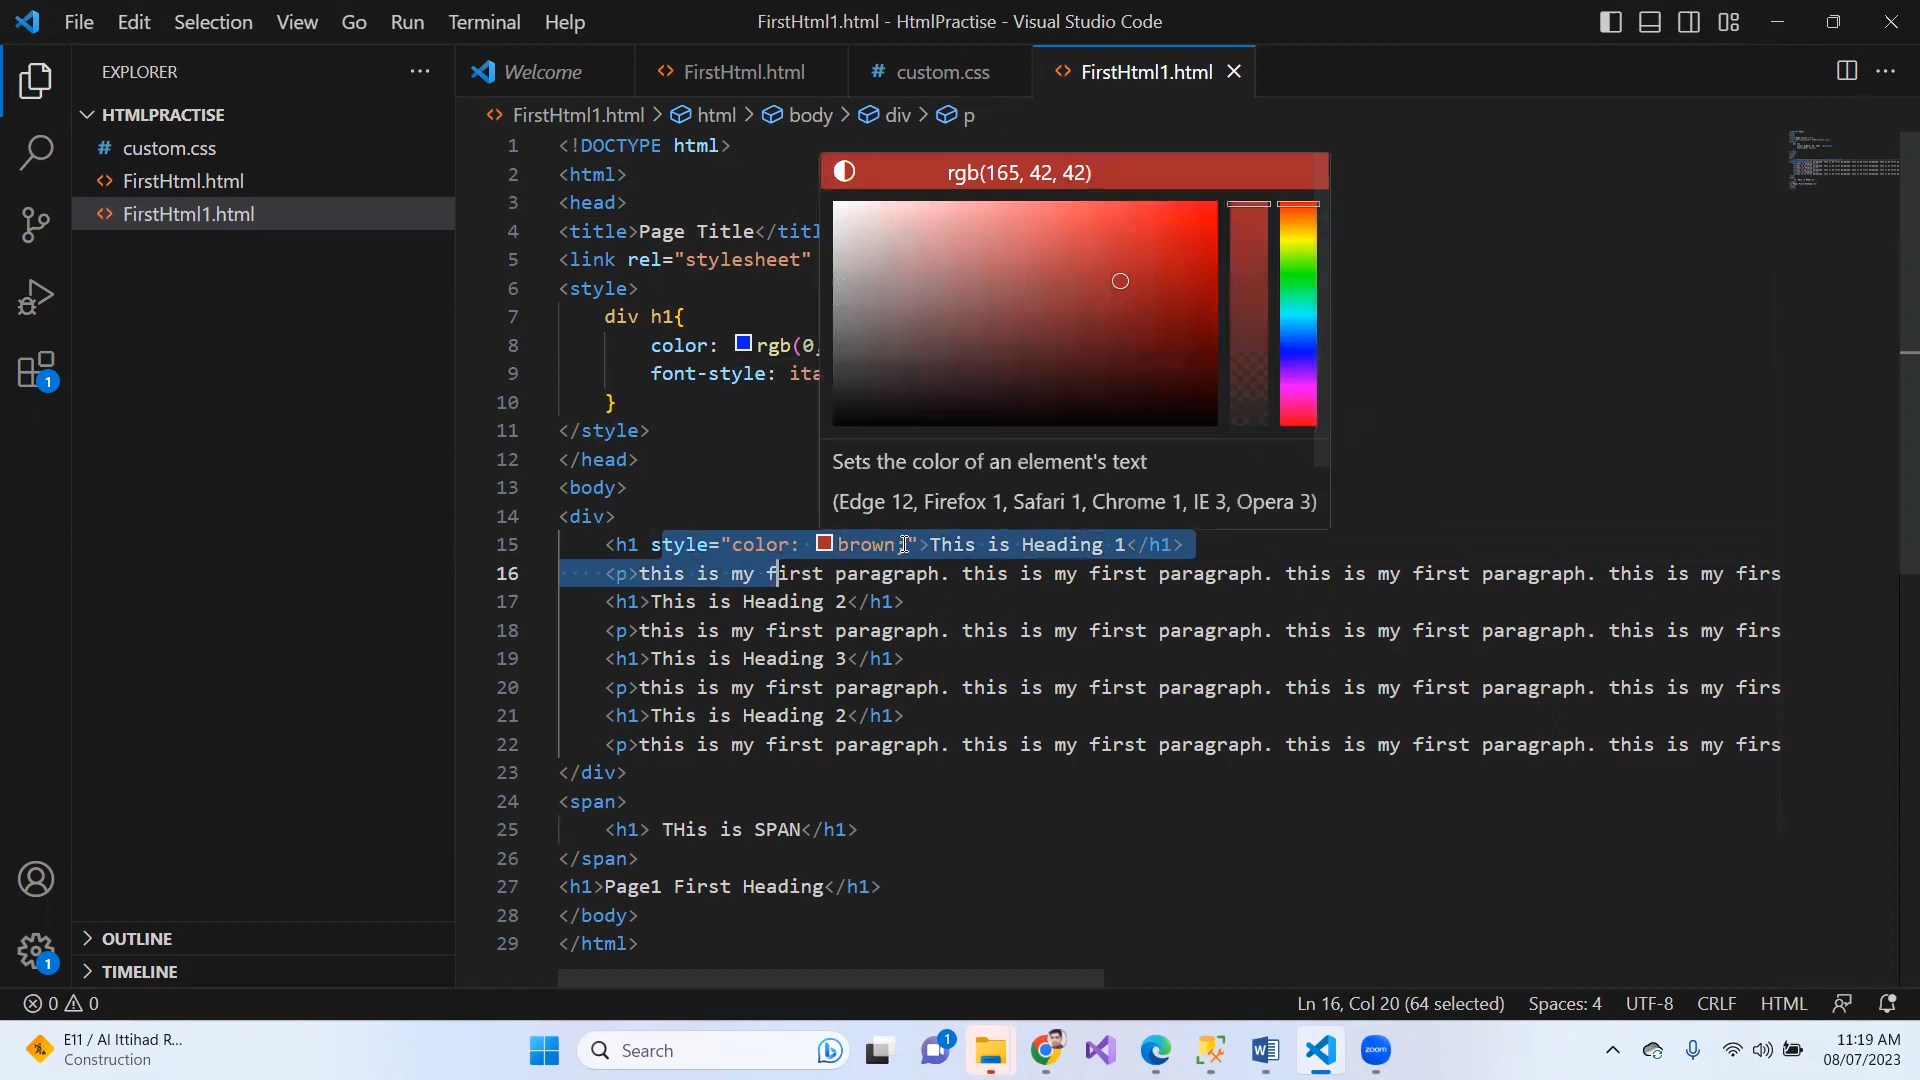 File Edit Selection View Go Run Terminal Help
FirstHtml1.html - HtmlPractise - Visual Studio Code
EXPLORER
Welcome
FirstHtml.html
# custom.css
FirstHtml1.html
HTMLPRACTISE
# custom.css
FirstHtml.html
FirstHtml1.html
OUTLINE
TIMELINE
FirstHtml1.html > html > body > div > p
1 <!DOCTYPE html>
2 <html>
3 <head>
4 <title>Page Title</titl
5 <link rel="stylesheet"
6 <style>
7 div h1{
8 color: rgb(0,
9 font-style: ita
10 }
11 </style>
12 </head>
13 <body>
14 <div>
15 <h1 style="color: brown;">This is Heading 1</h1>
16 <p>this is my first paragraph. this is my first paragraph. this is my first paragraph. this is my firs
17 <h1>This is Heading 2</h1>
18 <p>this is my first paragraph. this is my first paragraph. this is my first paragraph. this is my firs
19 <h1>This is Heading 3</h1>
20 <p>this is my first paragraph. this is my first paragraph. this is my first paragraph. this is my firs
21 <h1>This is Heading 2</h1>
22 <p>this is my first paragraph. this is my first paragraph. this is my first paragraph. this is my firs
23 </div>
24 <span>
25 <h1> THis is SPAN</h1>
26 </span>
27 <h1>Page1 First Heading</h1>
28 </body>
29 </html>
rgb(165, 42, 42)
Sets the color of an element's text
(Edge 12, Firefox 1, Safari 1, Chrome 1, IE 3, Opera 3)
1
1
0 0
Ln 16, Col 20 (64 selected) Spaces: 4 UTF-8 CRLF HTML
E11 / Al Ittihad R...
Construction
Search
1
zoom
11:19 AM
08/07/2023